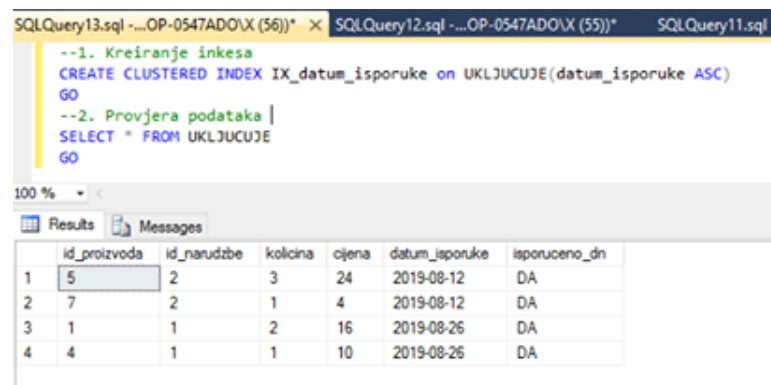 SQLQuery13.sql -...OP-0547ADO\X (56))* × SQLQuery12.sql -...OP-0547ADO\X (55))* SQLQuery11.sql
--1. Kreiranje inkesa
CREATE CLUSTERED INDEX IX_datum_isporuke on UKLJUCUJE(datum_isporuke ASC)
GO
--2. Provjera podataka
SELECT * FROM UKLJUCUJE
GO
100 %
Results Messages
id_proizvoda id_narudzbe kolicina cijena datum_isporuke isporuceno_dn
1 5 2 3 24 2019-08-12 DA
2 7 2 1 4 2019-08-12 DA
3 1 1 2 16 2019-08-26 DA
4 4 1 1 10 2019-08-26 DA